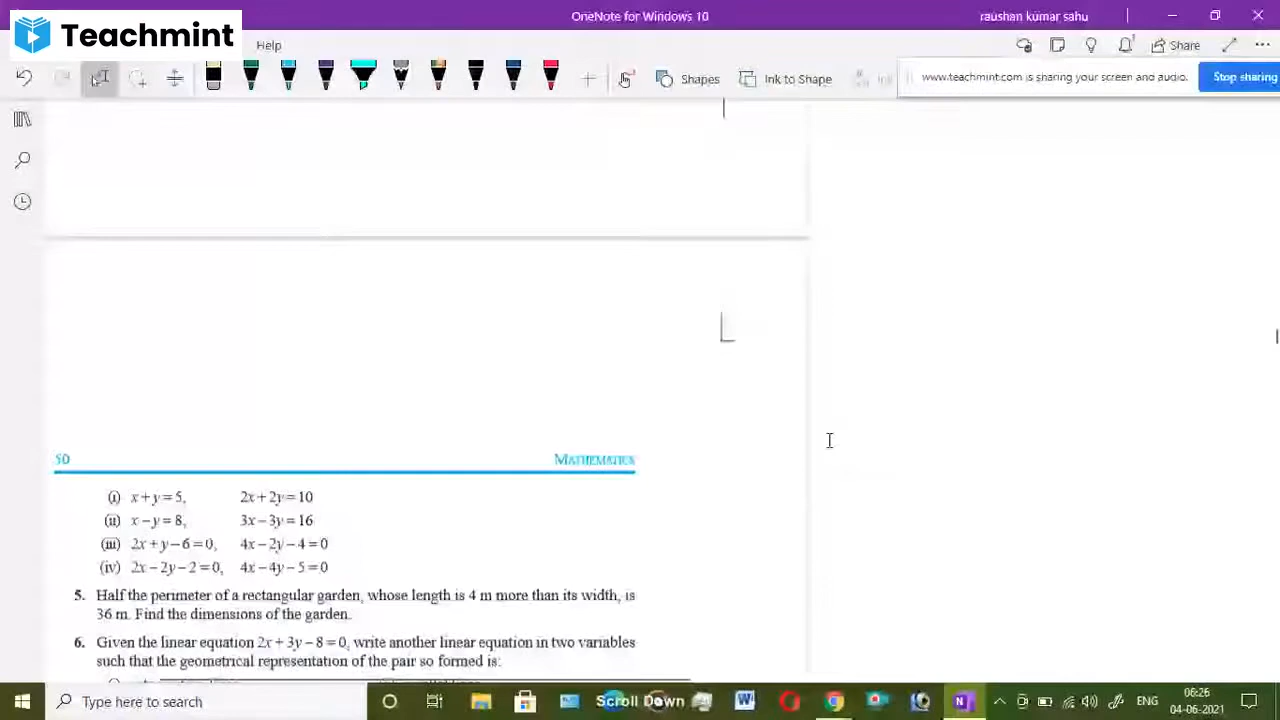 OneNote for Windows 10
raushan kumar sahu
Teachmint
Help
Share
Shapes
Ink to Shape
www.teachmint.com is sharing your screen and audio.
Stop sharing
50
MATHEMATICS
(i) x + y = 5, 2x + 2y = 10
(ii) x – y = 8, 3x – 3y = 16
(iii) 2x + y – 6 = 0, 4x – 2y – 4 = 0
(iv) 2x – 2y – 2 = 0, 4x – 4y – 5 = 0
5. Half the perimeter of a rectangular garden, whose length is 4 m more than its width, is
36 m. Find the dimensions of the garden.
6. Given the linear equation 2x + 3y – 8 = 0, write another linear equation in two variables
such that the geometrical representation of the pair so formed is:
Type here to search
Scroll Down
ENG
06:26
04-06-2021